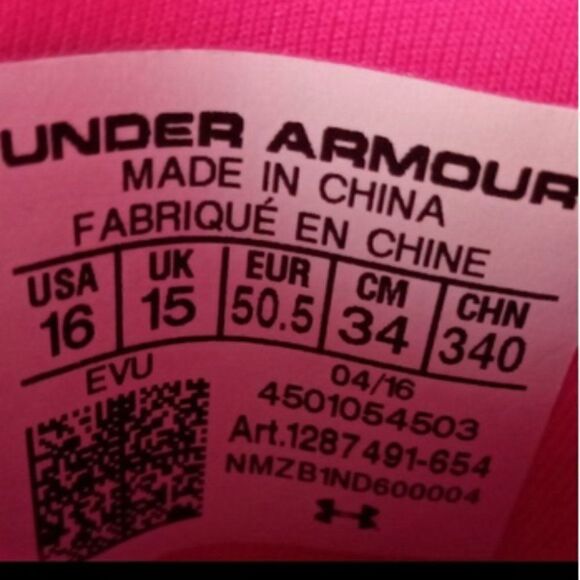 UNDER ARMOUR
MADE IN CHINA
FABRIQUÉ EN CHINE
USA UK EUR CM CHN
16 15 50.5 34 340
EVU 04/16
4501054503
Art.1287491-654
NMZB1ND600004